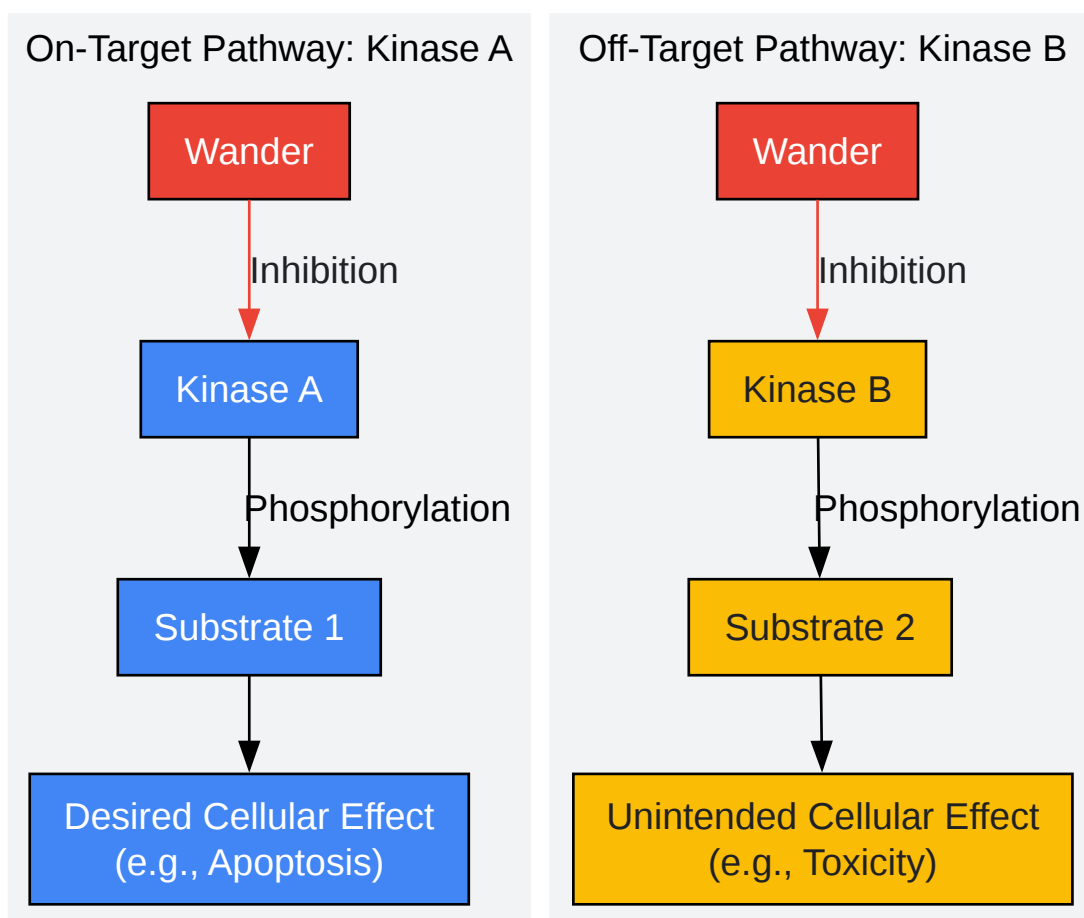 On-Target Pathway: Kinase A
Wander
Inhibition
Kinase A
Phosphorylation
Substrate 1
Desired Cellular Effect
(e.g., Apoptosis)
Off-Target Pathway: Kinase B
Wander
Inhibition
Kinase B
Phosphorylation
Substrate 2
Unintended Cellular Effect
(e.g., Toxicity)